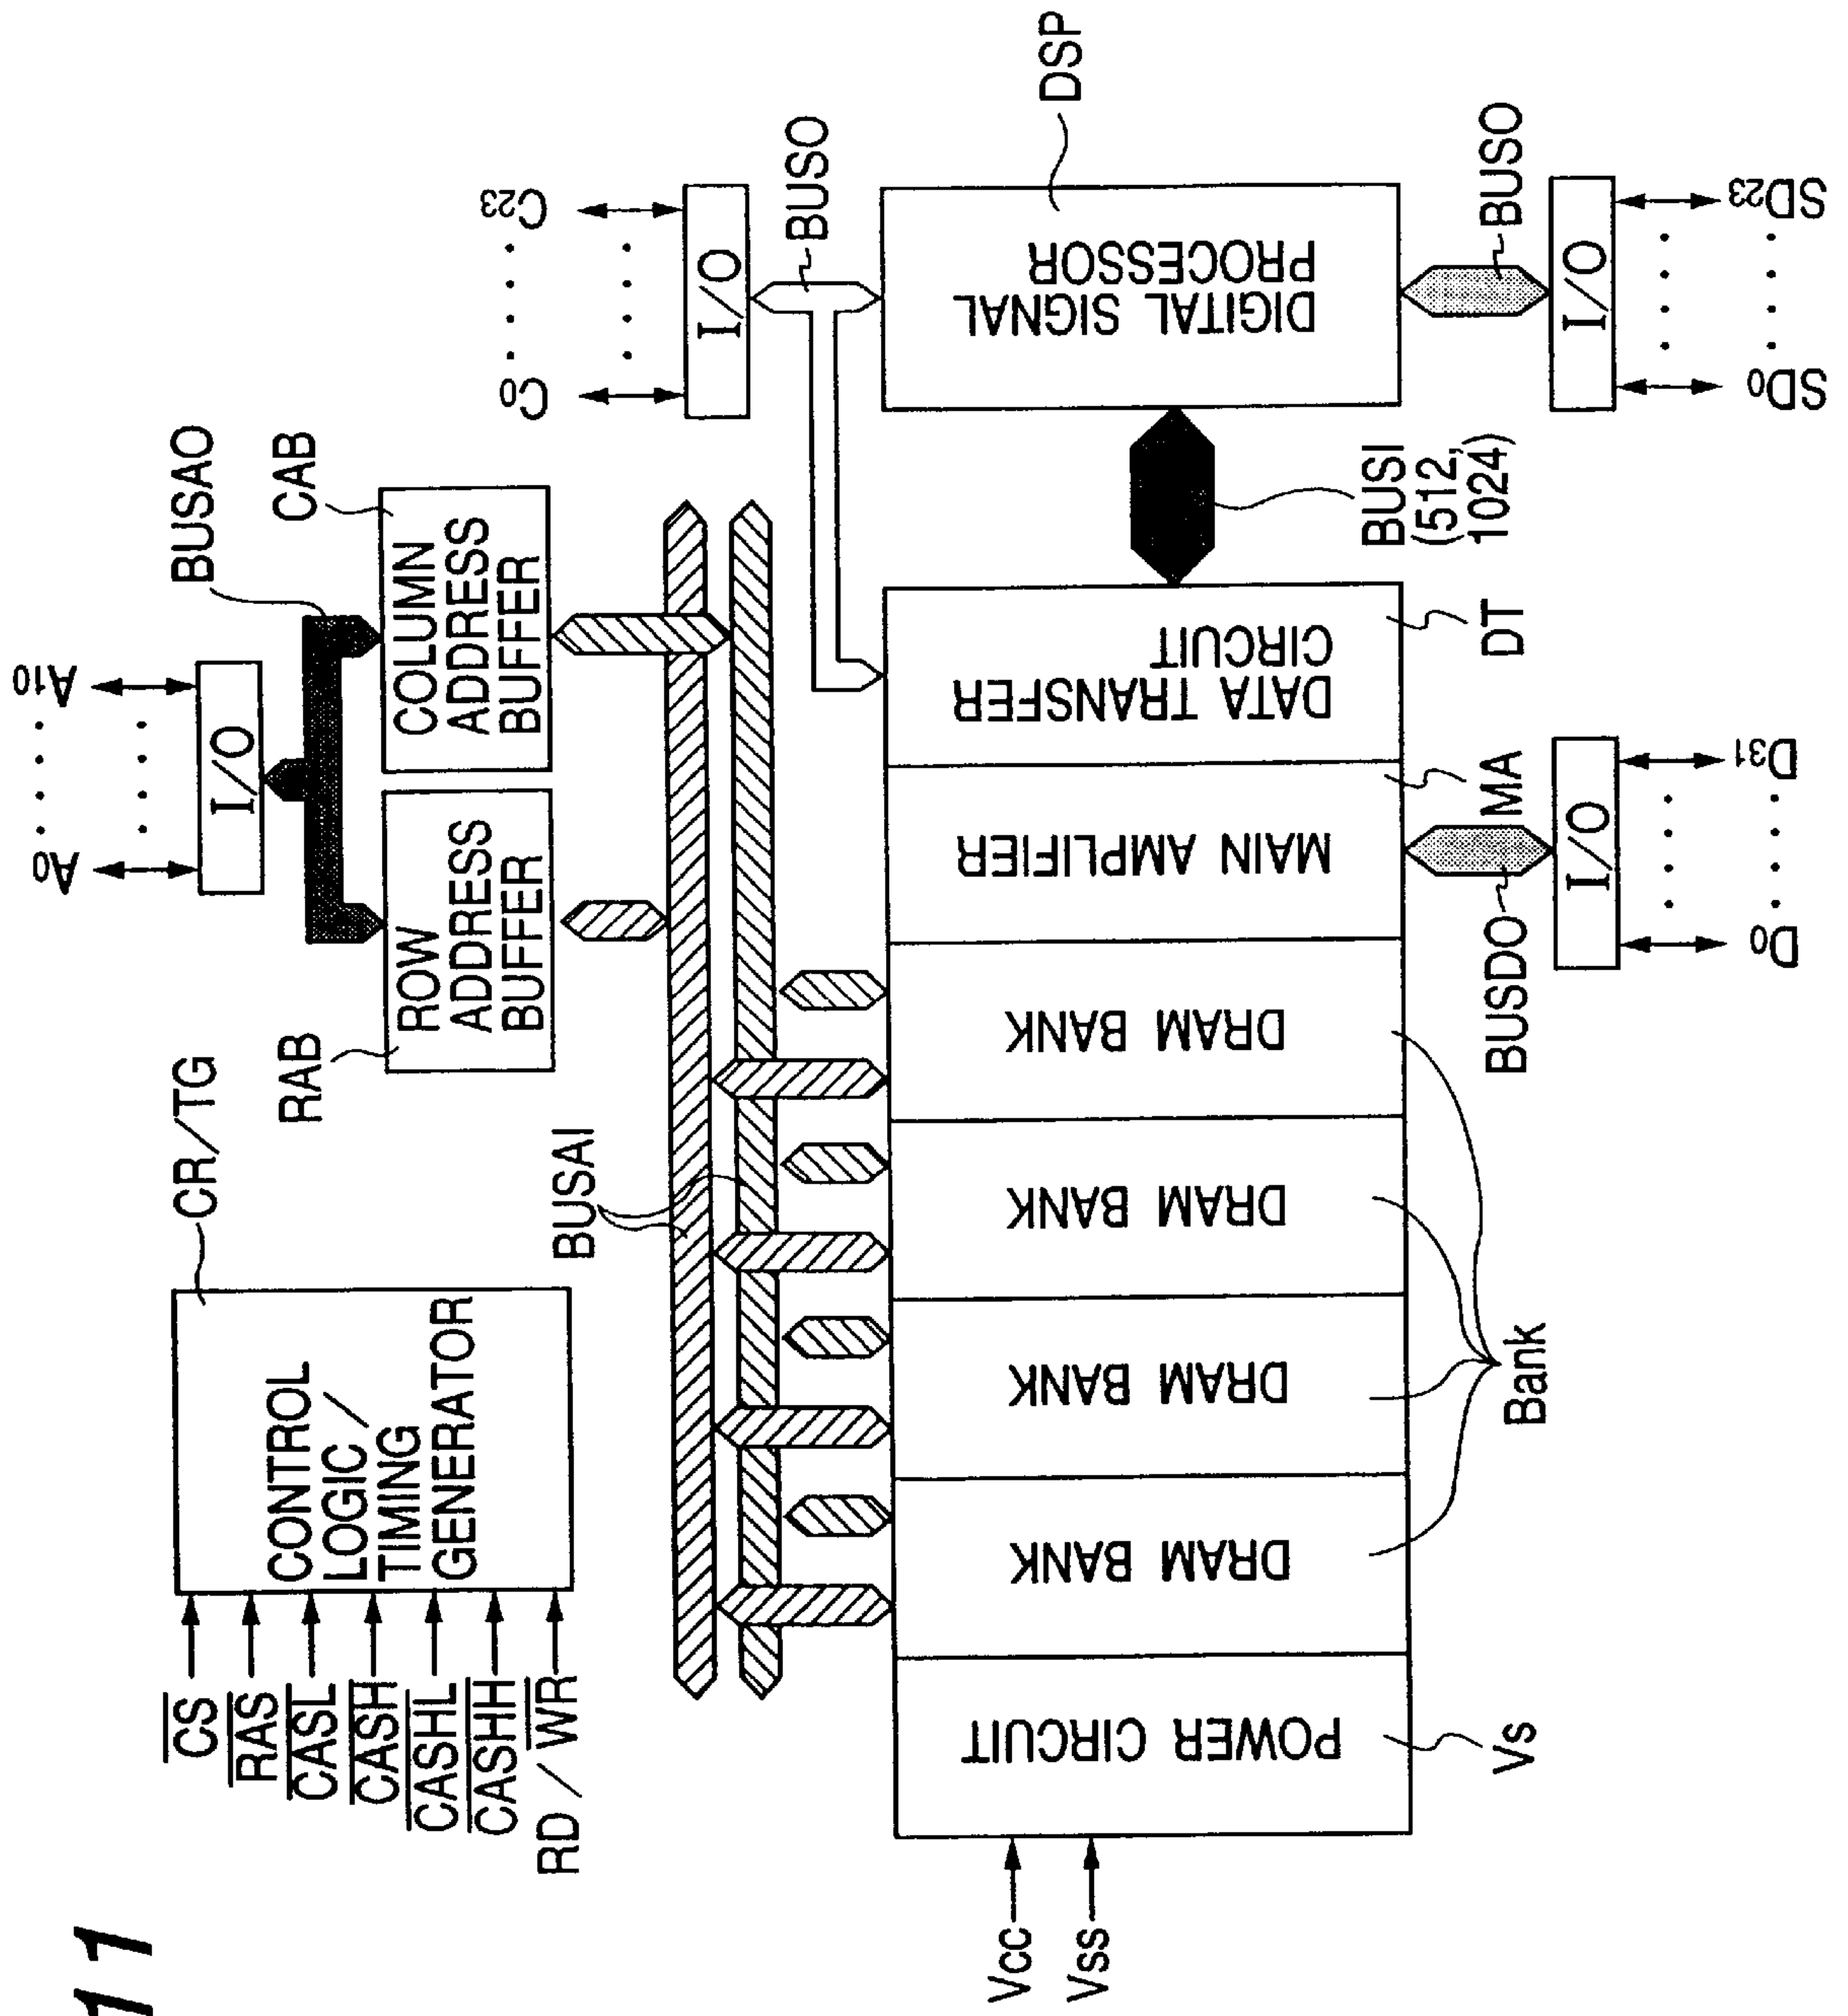 11
CS
RAS
CASL
CASH
CASHL
CASHH
RD / WR
CONTROL
LOGIC /
TIMING
GENERATOR
CR/TG
A0
A10
I/O
BUSAO
RAB
ROW
ADDRESS
BUFFER
CAB
COLUMN
ADDRESS
BUFFER
BUSAI
C0
C23
I/O
BUSO
Vcc
Vss
POWER CIRCUIT
Vs
DRAM BANK
DRAM BANK
DRAM BANK
DRAM BANK
Bank
MAIN AMPLIFIER
MA
DATA TRANSFER
CIRCUIT
DT
BUSI
(512,
1024)
DIGITAL SIGNAL
PROCESSOR
DSP
BUSDO
I/O
D0
D31
BUSO
I/O
SD0
SD23